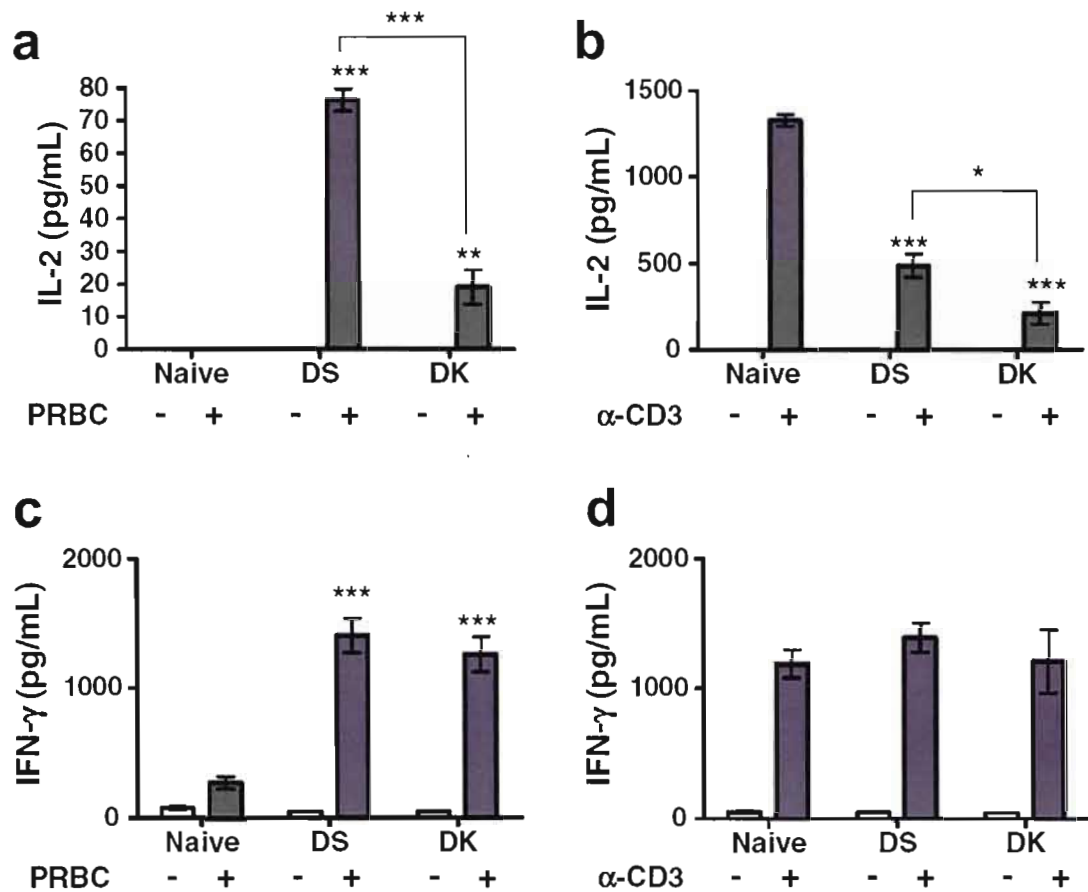 a
***
***
**
IL-2 (pg/mL)
80
70
60
50
40
30
20
10
0
Naive DS DK
PRBC - + - + - +
b
*
***
***
IL-2 (pg/mL)
1500
1000
500
0
Naive DS DK
α-CD3 - + - + - +
c
***
***
IFN-γ (pg/mL)
2000
1000
0
Naive DS DK
PRBC - + - + - +
d
IFN-γ (pg/mL)
2000
1000
0
Naive DS DK
α-CD3 - + - + - +